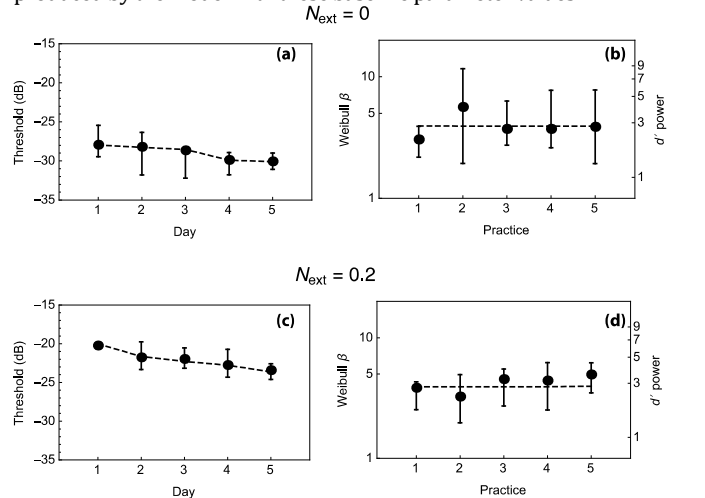 N_ext = 0
(a)
(b)
−15
−20
−25
−30
−35
Threshold (dB)
1 2 3 4 5
Day
10
5
1
Weibull β
9
7
5
3
1
d′ power
1 2 3 4 5
Practice
N_ext = 0.2
(c)
(d)
−15
−20
−25
−30
−35
Threshold (dB)
1 2 3 4 5
Day
10
5
1
Weibull β
9
7
5
3
1
d′ power
1 2 3 4 5
Practice